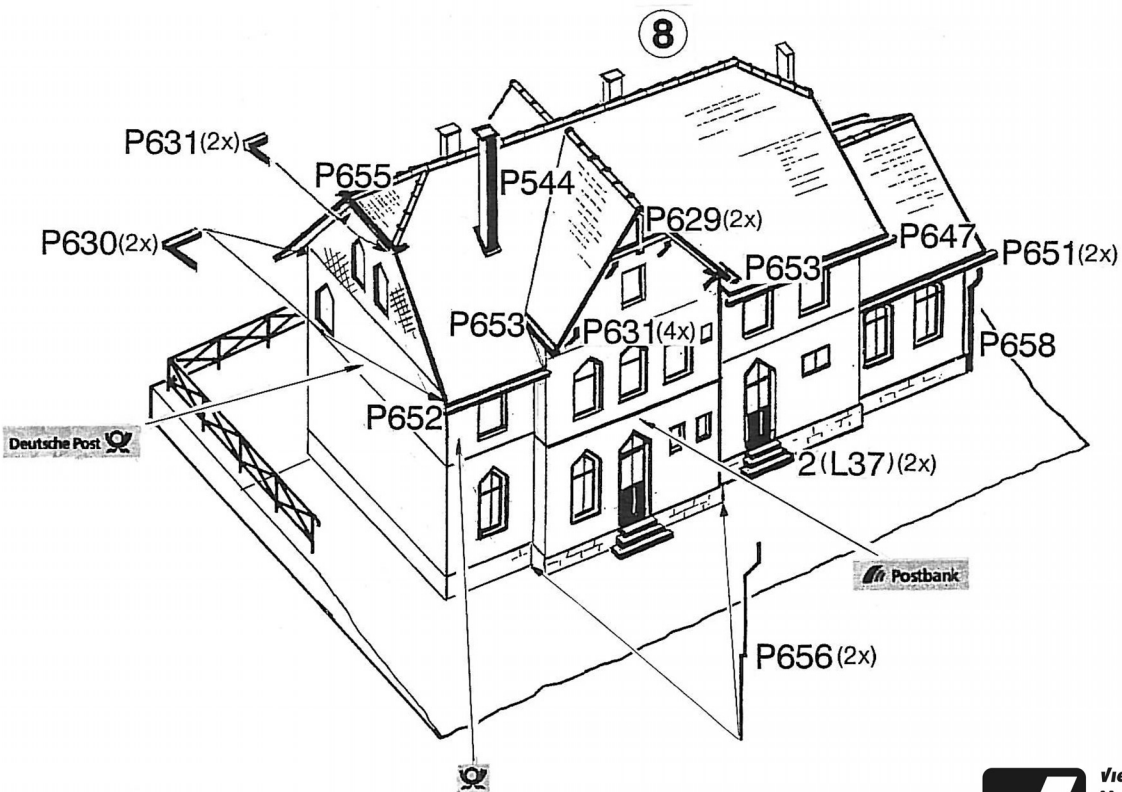 8
P631(2x)
P655
P544
P630(2x)
P629(2x)
P647
P651(2x)
P653
P653
P631(4x)
P658
P652
Deutsche Post
2(L37)(2x)
Postbank
P656(2x)